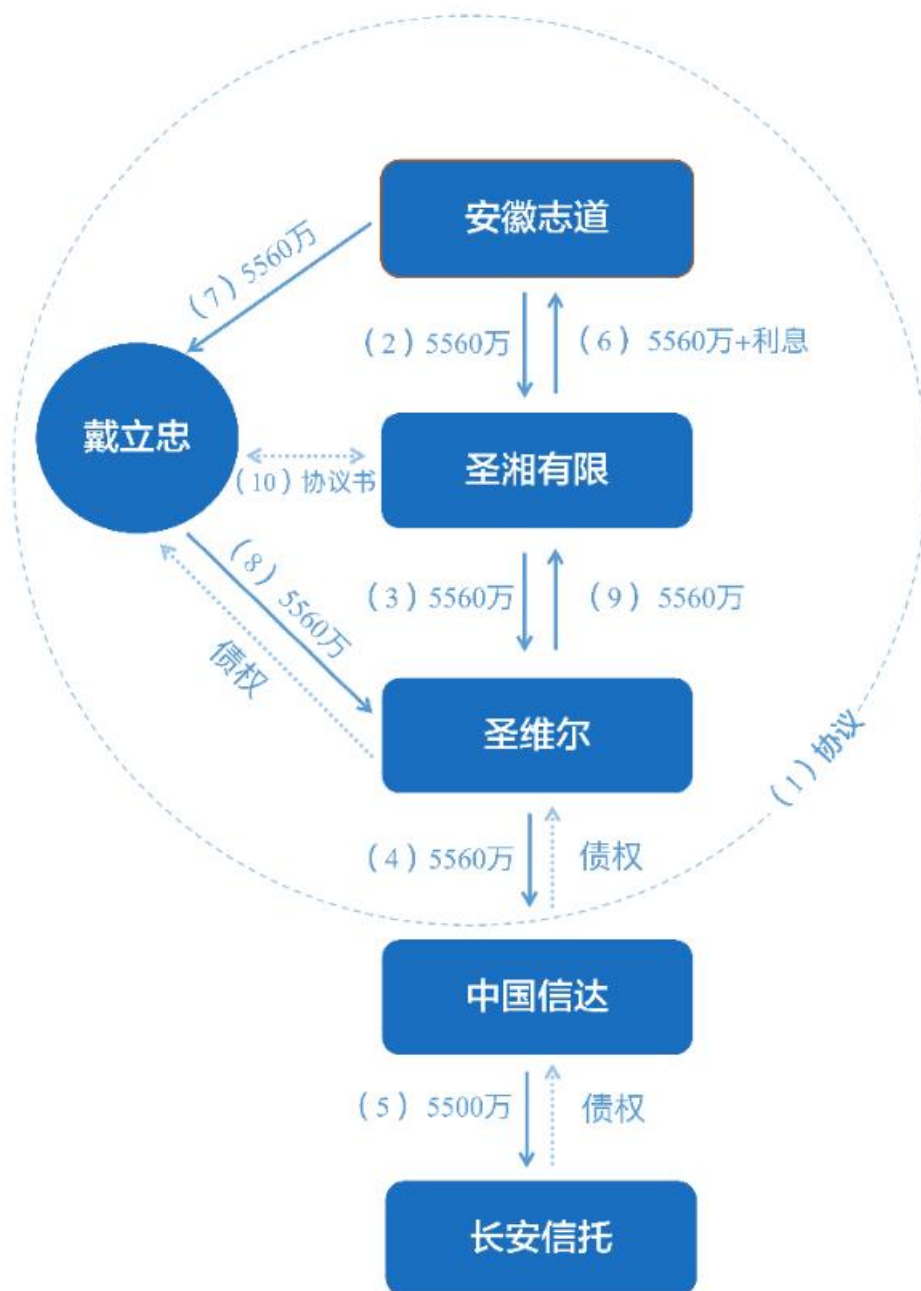 安徽志道
（7）5560万
（2）5560万
（6）5560万+利息
戴立忠
圣湘有限
（10）协议书
（8）5560万
债权
（3）5560万
（9）5560万
圣维尔
（1）协议
（4）5560万
债权
中国信达
（5）5500万
债权
长安信托